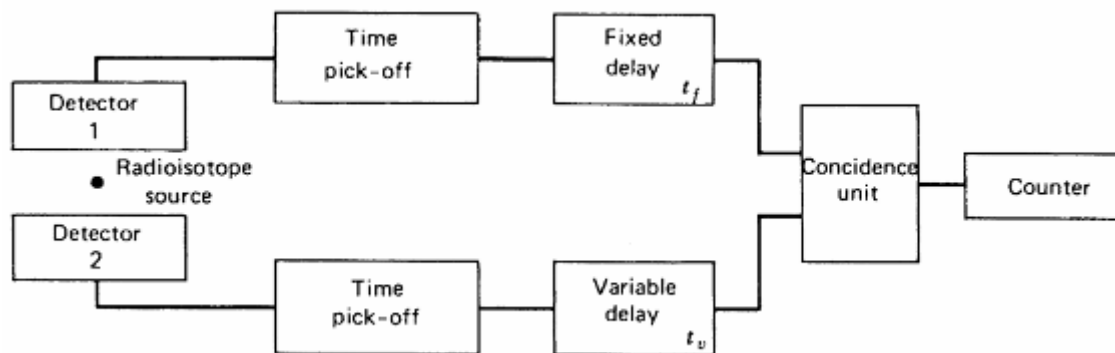 Time
pick-off
Fixed
delay
t_f
Detector
1
Radioisotope
source
Concidence
unit
Counter
Detector
2
Time
pick-off
Variable
delay
t_v